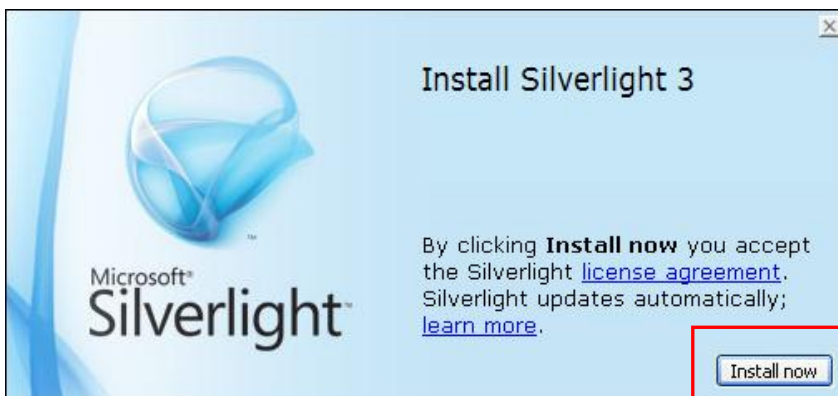 Install Silverlight 3
By clicking Install now you accept
the Silverlight license agreement.
Silverlight updates automatically;
learn more.
Microsoft®
Silverlight™
Install now